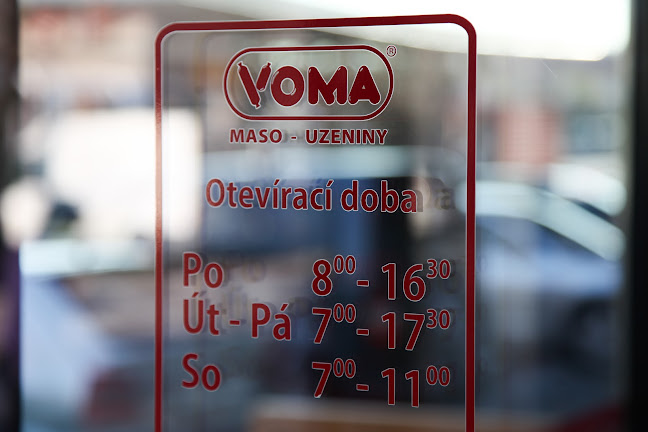 VOMA®
MASO - UZENINY
Otevírací doba
Po 8⁰⁰ - 16³⁰
Út - Pá 7⁰⁰ - 17³⁰
So 7⁰⁰ - 11⁰⁰